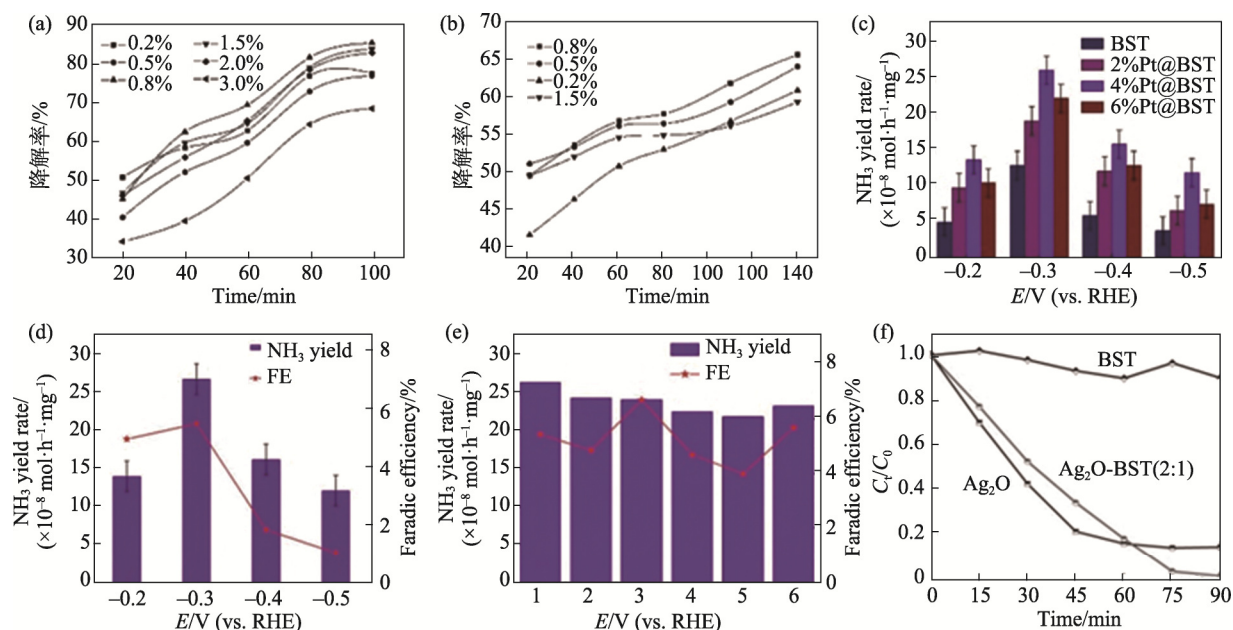 (a)
90
80
70
60
50
40
30
降解率/%
0.2%
0.5%
0.8%
1.5%
2.0%
3.0%
20 40 60 80 100
Time/min
(b)
70
65
60
55
50
45
40
降解率/%
0.8%
0.5%
0.2%
1.5%
20 40 60 80 100 100 140
Time/min
(c)
30
25
20
15
10
5
0
NH₃ yield rate/
(×10⁻⁸ mol·h⁻¹·mg⁻¹)
BST
2%Pt@BST
4%Pt@BST
6%Pt@BST
−0.2 −0.3 −0.4 −0.5
E/V (vs. RHE)
(d)
30
25
20
15
10
5
0
NH₃ yield rate/
(×10⁻⁸ mol·h⁻¹·mg⁻¹)
NH₃ yield
FE
8
6
4
2
0
Faradic efficiency/%
−0.2 −0.3 −0.4 −0.5
E/V (vs. RHE)
(e)
30
25
20
15
10
5
0
NH₃ yield rate/
(×10⁻⁸ mol·h⁻¹·mg⁻¹)
NH₃ yield
FE
8
6
4
2
0
Faradic efficiency/%
1 2 3 4 5 6
E/V (vs. RHE)
(f)
1.0
0.8
0.6
0.4
0.2
0
Cₜ/C₀
BST
Ag₂O-BST(2:1)
Ag₂O
0 15 30 45 60 75 90
Time/min